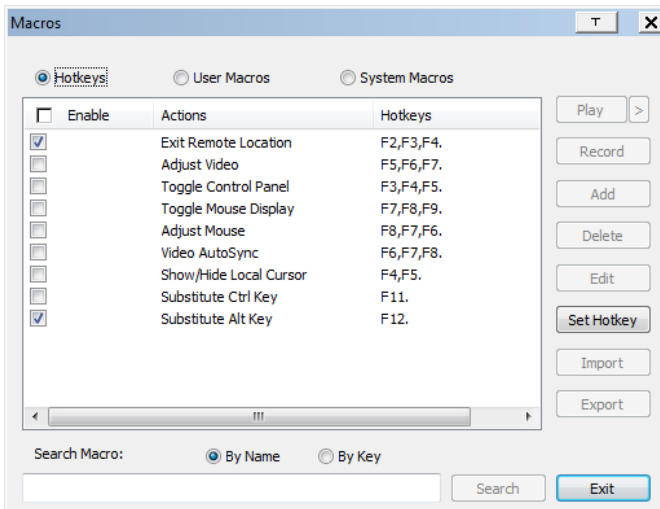 Macros
Hotkeys User Macros System Macros
Enable Actions Hotkeys
Play >
Exit Remote Location F2,F3,F4.
Record
Adjust Video F5,F6,F7.
Toggle Control Panel F3,F4,F5.
Add
Toggle Mouse Display F7,F8,F9.
Adjust Mouse F8,F7,F6.
Delete
Video AutoSync F6,F7,F8.
Show/Hide Local Cursor F4,F5.
Edit
Substitute Ctrl Key F11.
Substitute Alt Key F12.
Set Hotkey
Import
Export
Search Macro: By Name By Key
Search Exit